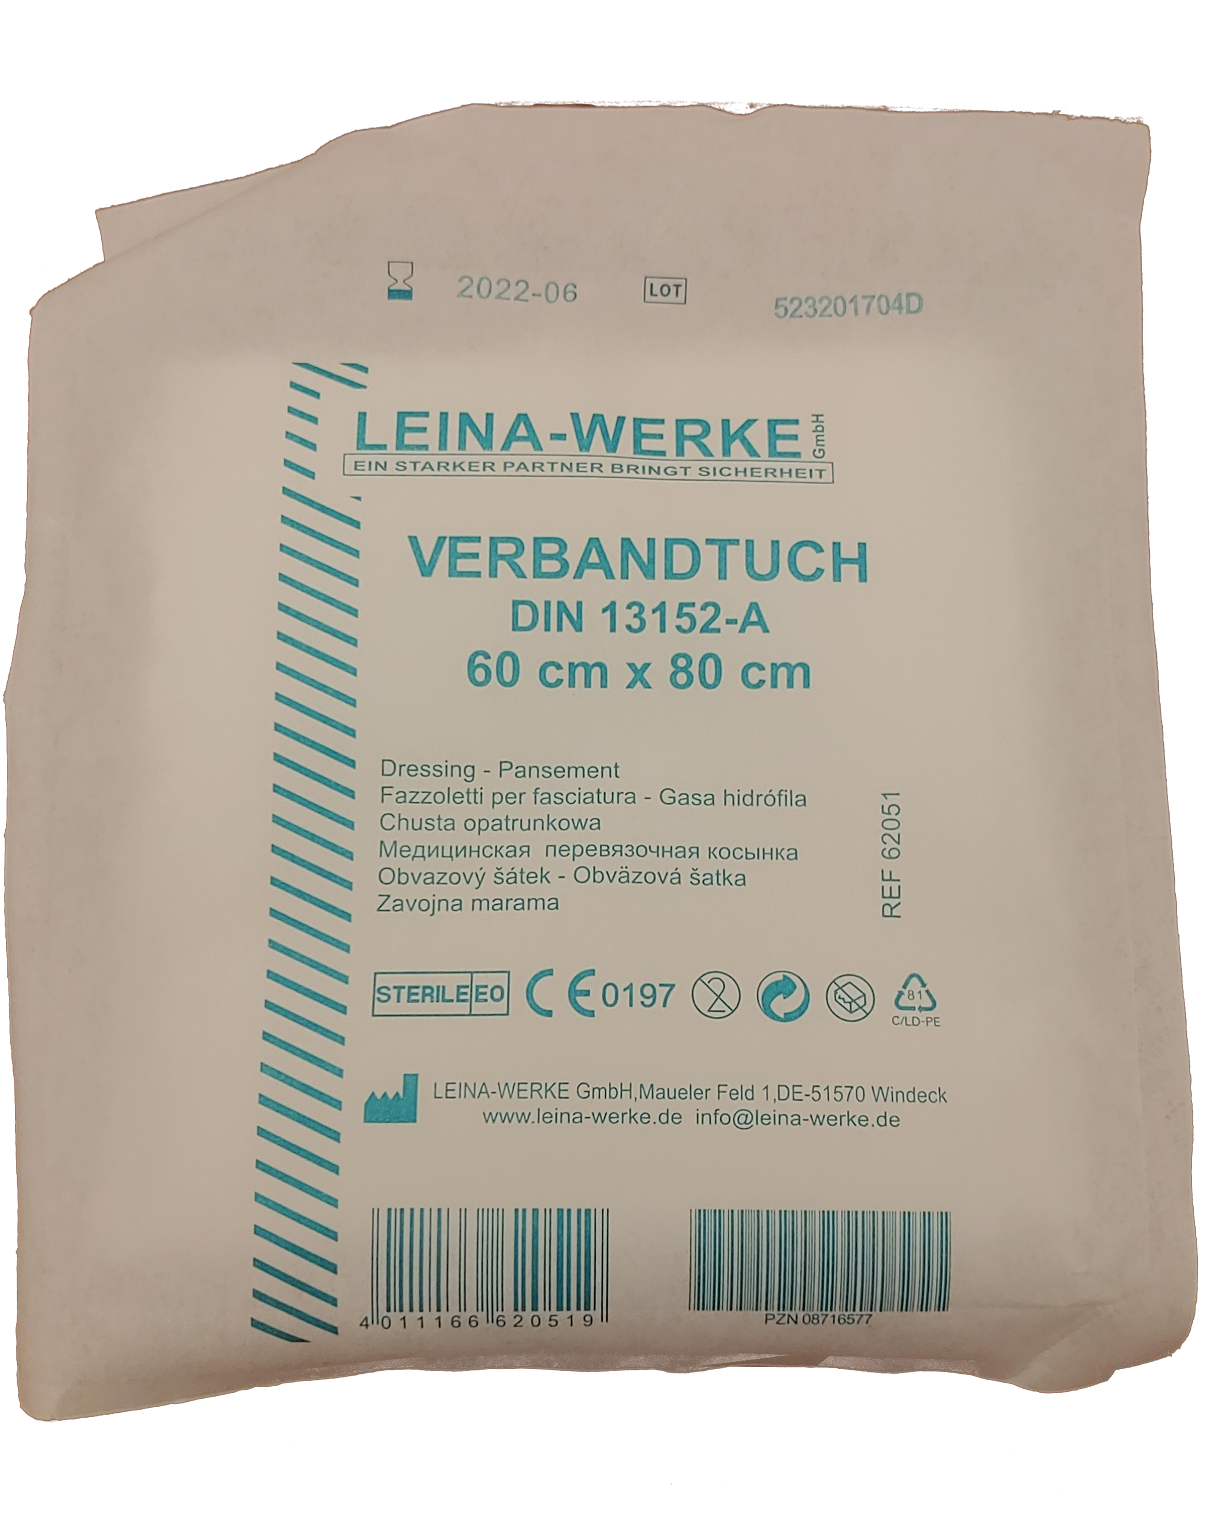 2022-06 LOT 523201704D
LEINA-WERKE GmbH
EIN STARKER PARTNER BRINGT SICHERHEIT
VERBANDTUCH
DIN 13152-A
60 cm x 80 cm
Dressing - Pansement
Fazzoletti per fasciatura - Gasa hidrófila
Chusta opatrunkowa
Медицинская перевязочная косынка
Obvazový šátek - Obväzová šatka
Zavojna marama
REF 62051
STERILE EO CE 0197 2 81
C/LD-PE
LEINA-WERKE GmbH,Maueler Feld 1,DE-51570 Windeck
www.leina-werke.de info@leina-werke.de
4 011166 620519 PZN 08716577